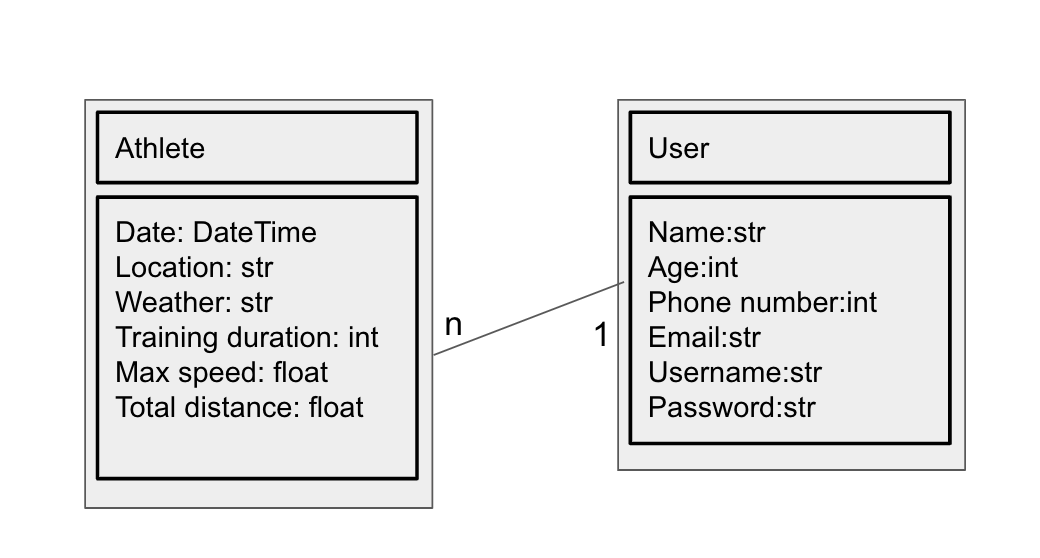 Athlete
Date: DateTime
Location: str
Weather: str
Training duration: int
Max speed: float
Total distance: float
n
1
User
Name:str
Age:int
Phone number:int
Email:str
Username:str
Password:str